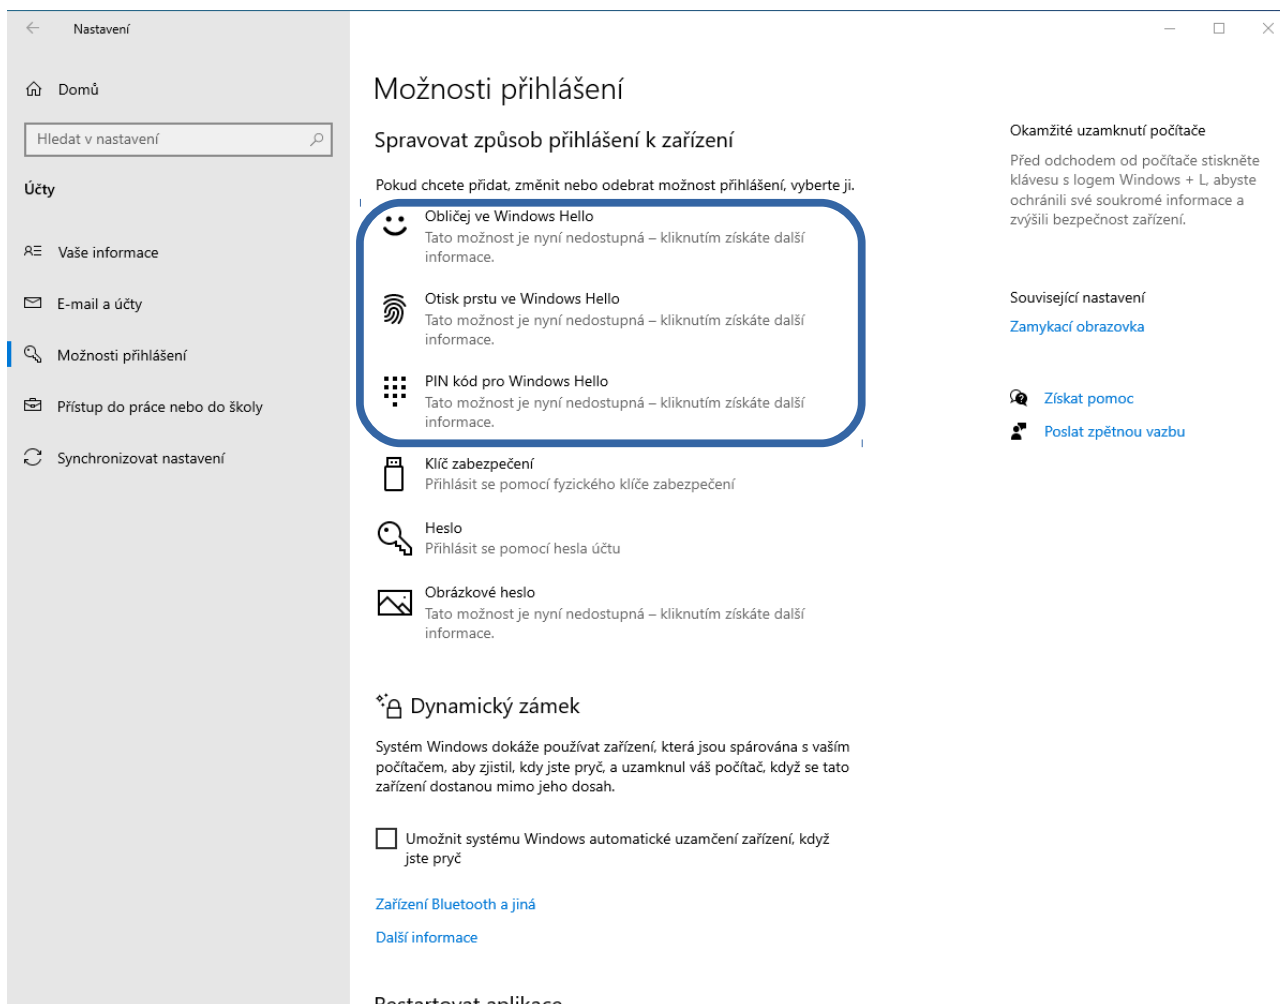 Nastavení
Domů
Hledat v nastavení
Účty
Vaše informace
E-mail a účty
Možnosti přihlášení
Přístup do práce nebo do školy
Synchronizovat nastavení
Možnosti přihlášení
Spravovat způsob přihlášení k zařízení
Pokud chcete přidat, změnit nebo odebrat možnost přihlášení, vyberte ji.
Obličej ve Windows Hello
Tato možnost je nyní nedostupná – kliknutím získáte další
informace.
Otisk prstu ve Windows Hello
Tato možnost je nyní nedostupná – kliknutím získáte další
informace.
PIN kód pro Windows Hello
Tato možnost je nyní nedostupná – kliknutím získáte další
informace.
Klíč zabezpečení
Přihlásit se pomocí fyzického klíče zabezpečení
Heslo
Přihlásit se pomocí hesla účtu
Obrázkové heslo
Tato možnost je nyní nedostupná – kliknutím získáte další
informace.
Dynamický zámek
Systém Windows dokáže používat zařízení, která jsou spárována s vaším
počítačem, aby zjistil, kdy jste pryč, a uzamknul váš počítač, když se tato
zařízení dostanou mimo jeho dosah.
Umožnit systému Windows automatické uzamčení zařízení, když
jste pryč
Zařízení Bluetooth a jiná
Další informace
Restartovat aplikace
Okamžité uzamknutí počítače
Před odchodem od počítače stiskněte
klávesu s logem Windows + L, abyste
ochránili své soukromé informace a
zvýšili bezpečnost zařízení.
Související nastavení
Zamykací obrazovka
Získat pomoc
Poslat zpětnou vazbu